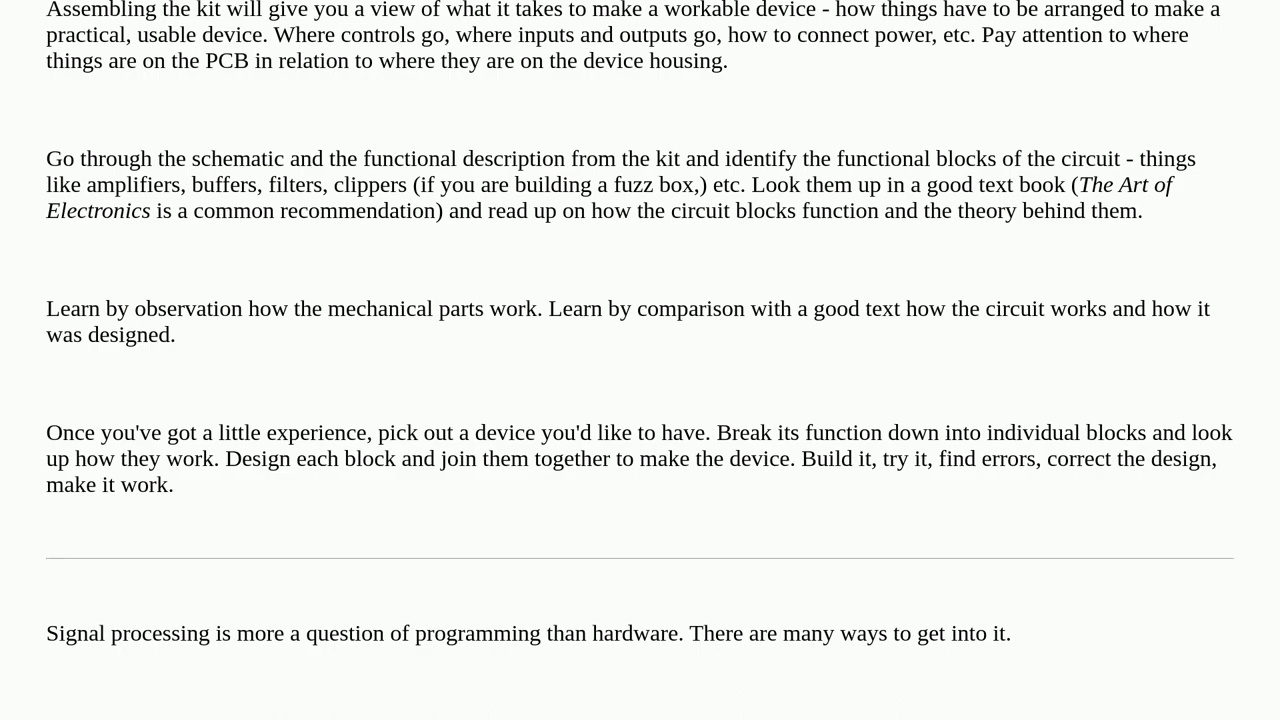 Assembling the kit will give you a view of what it takes to make a workable device - how things have to be arranged to make a
practical, usable device. Where controls go, where inputs and outputs go, how to connect power, etc. Pay attention to where
things are on the PCB in relation to where they are on the device housing.
Go through the schematic and the functional description from the kit and identify the functional blocks of the circuit - things
like amplifiers, buffers, filters, clippers (if you are building a fuzz box,) etc. Look them up in a good text book (The Art of
Electronics is a common recommendation) and read up on how the circuit blocks function and the theory behind them.
Learn by observation how the mechanical parts work. Learn by comparison with a good text how the circuit works and how it
was designed.
Once you've got a little experience, pick out a device you'd like to have. Break its function down into individual blocks and look
up how they work. Design each block and join them together to make the device. Build it, try it, find errors, correct the design,
make it work.
Signal processing is more a question of programming than hardware. There are many ways to get into it.